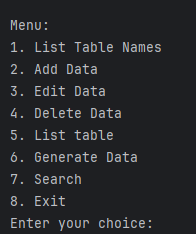 Menu:
1. List Table Names
2. Add Data
3. Edit Data
4. Delete Data
5. List table
6. Generate Data
7. Search
8. Exit
Enter your choice: